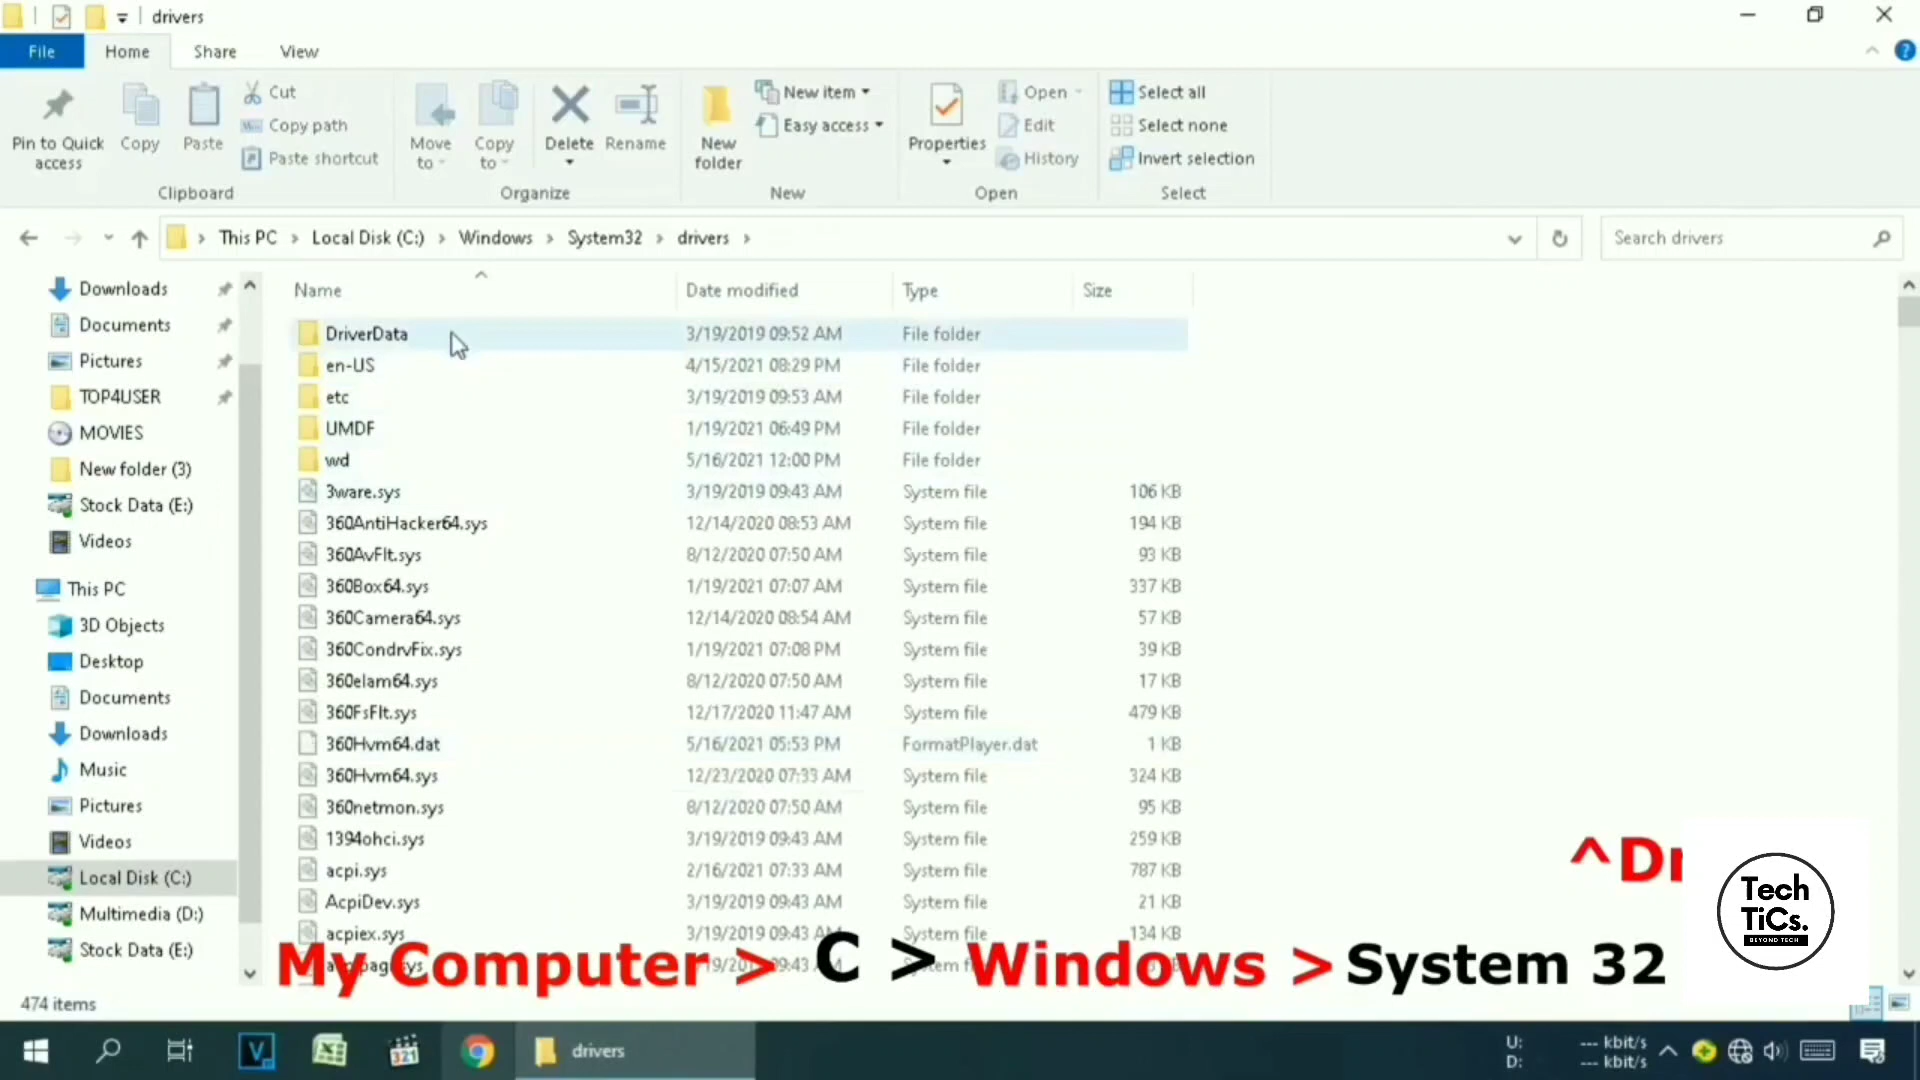 drivers
File Home Share View
Pin to Quick access
Copy
Paste
Cut
Copy path
Paste shortcut
Clipboard
Move to
Copy to
Delete
Rename
Organize
New folder
New item
Easy access
New
Properties
Open
Edit
History
Open
Select all
Select none
Invert selection
Select
This PC > Local Disk (C:) > Windows > System32 > drivers >
Search drivers
Downloads
Documents
Pictures
TOP4USER
MOVIES
New folder (3)
Stock Data (E:)
Videos
This PC
3D Objects
Desktop
Documents
Downloads
Music
Pictures
Videos
Local Disk (C:)
Multimedia (D:)
Stock Data (E:)
Name Date modified Type Size
DriverData 3/19/2019 09:52 AM File folder
en-US 4/15/2021 08:29 PM File folder
etc 3/19/2019 09:53 AM File folder
UMDF 1/19/2021 06:49 PM File folder
wd 5/16/2021 12:00 PM File folder
3ware.sys 3/19/2019 09:43 AM System file 106 KB
360AntiHacker64.sys 12/14/2020 08:53 AM System file 194 KB
360AvFlt.sys 8/12/2020 07:50 AM System file 93 KB
360Box64.sys 1/19/2021 07:07 AM System file 337 KB
360Camera64.sys 12/14/2020 08:54 AM System file 57 KB
360CondrvFix.sys 1/19/2021 07:08 PM System file 39 KB
360elam64.sys 8/12/2020 07:50 AM System file 17 KB
360FsFlt.sys 12/17/2020 11:47 AM System file 479 KB
360Hvm64.dat 5/16/2021 05:53 PM FormatPlayer.dat 1 KB
360Hvm64.sys 12/23/2020 07:33 AM System file 324 KB
360netmon.sys 8/12/2020 07:50 AM System file 95 KB
1394ohci.sys 3/19/2019 09:43 AM System file 259 KB
acpi.sys 2/16/2021 07:33 AM System file 787 KB
AcpiDev.sys 3/19/2019 09:43 AM System file 21 KB
acpiex.sys 3/19/2019 09:43 AM System file 134 KB
^Dr
Tech
TiCs.
BEYOND TECH
My Computer > C > Windows > System 32
474 items
drivers
U: --- kbit/s
D: --- kbit/s